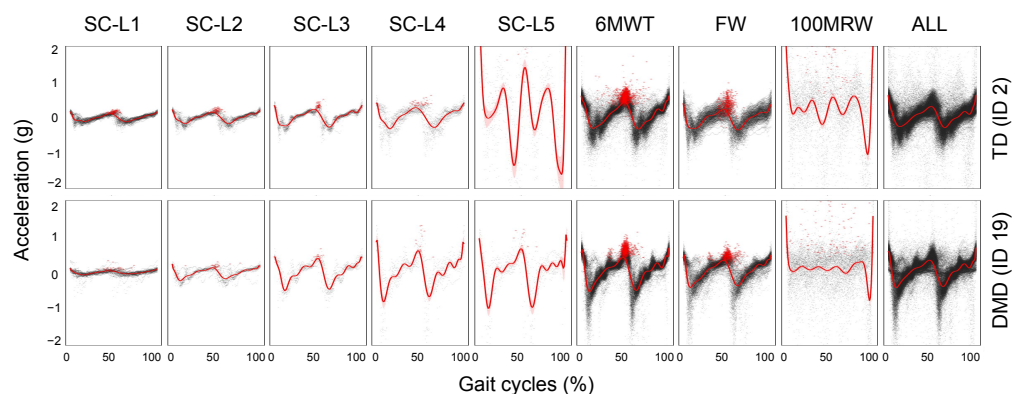 SC-L1 SC-L2 SC-L3 SC-L4 SC-L5 6MWT FW 100MRW ALL
Acceleration (g)
2
1
0
−1
−2
TD (ID 2)
2
1
0
−1
−2
DMD (ID 19)
0 50 100 0 50 100 0 50 100 0 50 100 0 50 100 0 50 100 0 50 100 0 50 100 0 50 100
Gait cycles (%)